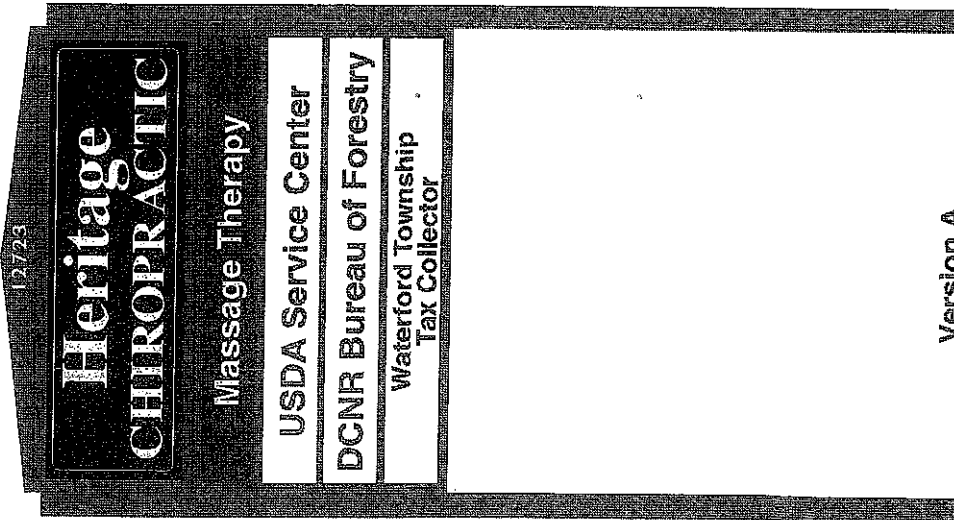 12723
Heritage
CHIROPRACTIC
Massage Therapy
USDA Service Center
DCNR Bureau of Forestry
Waterford Township
Tax Collector
Version A